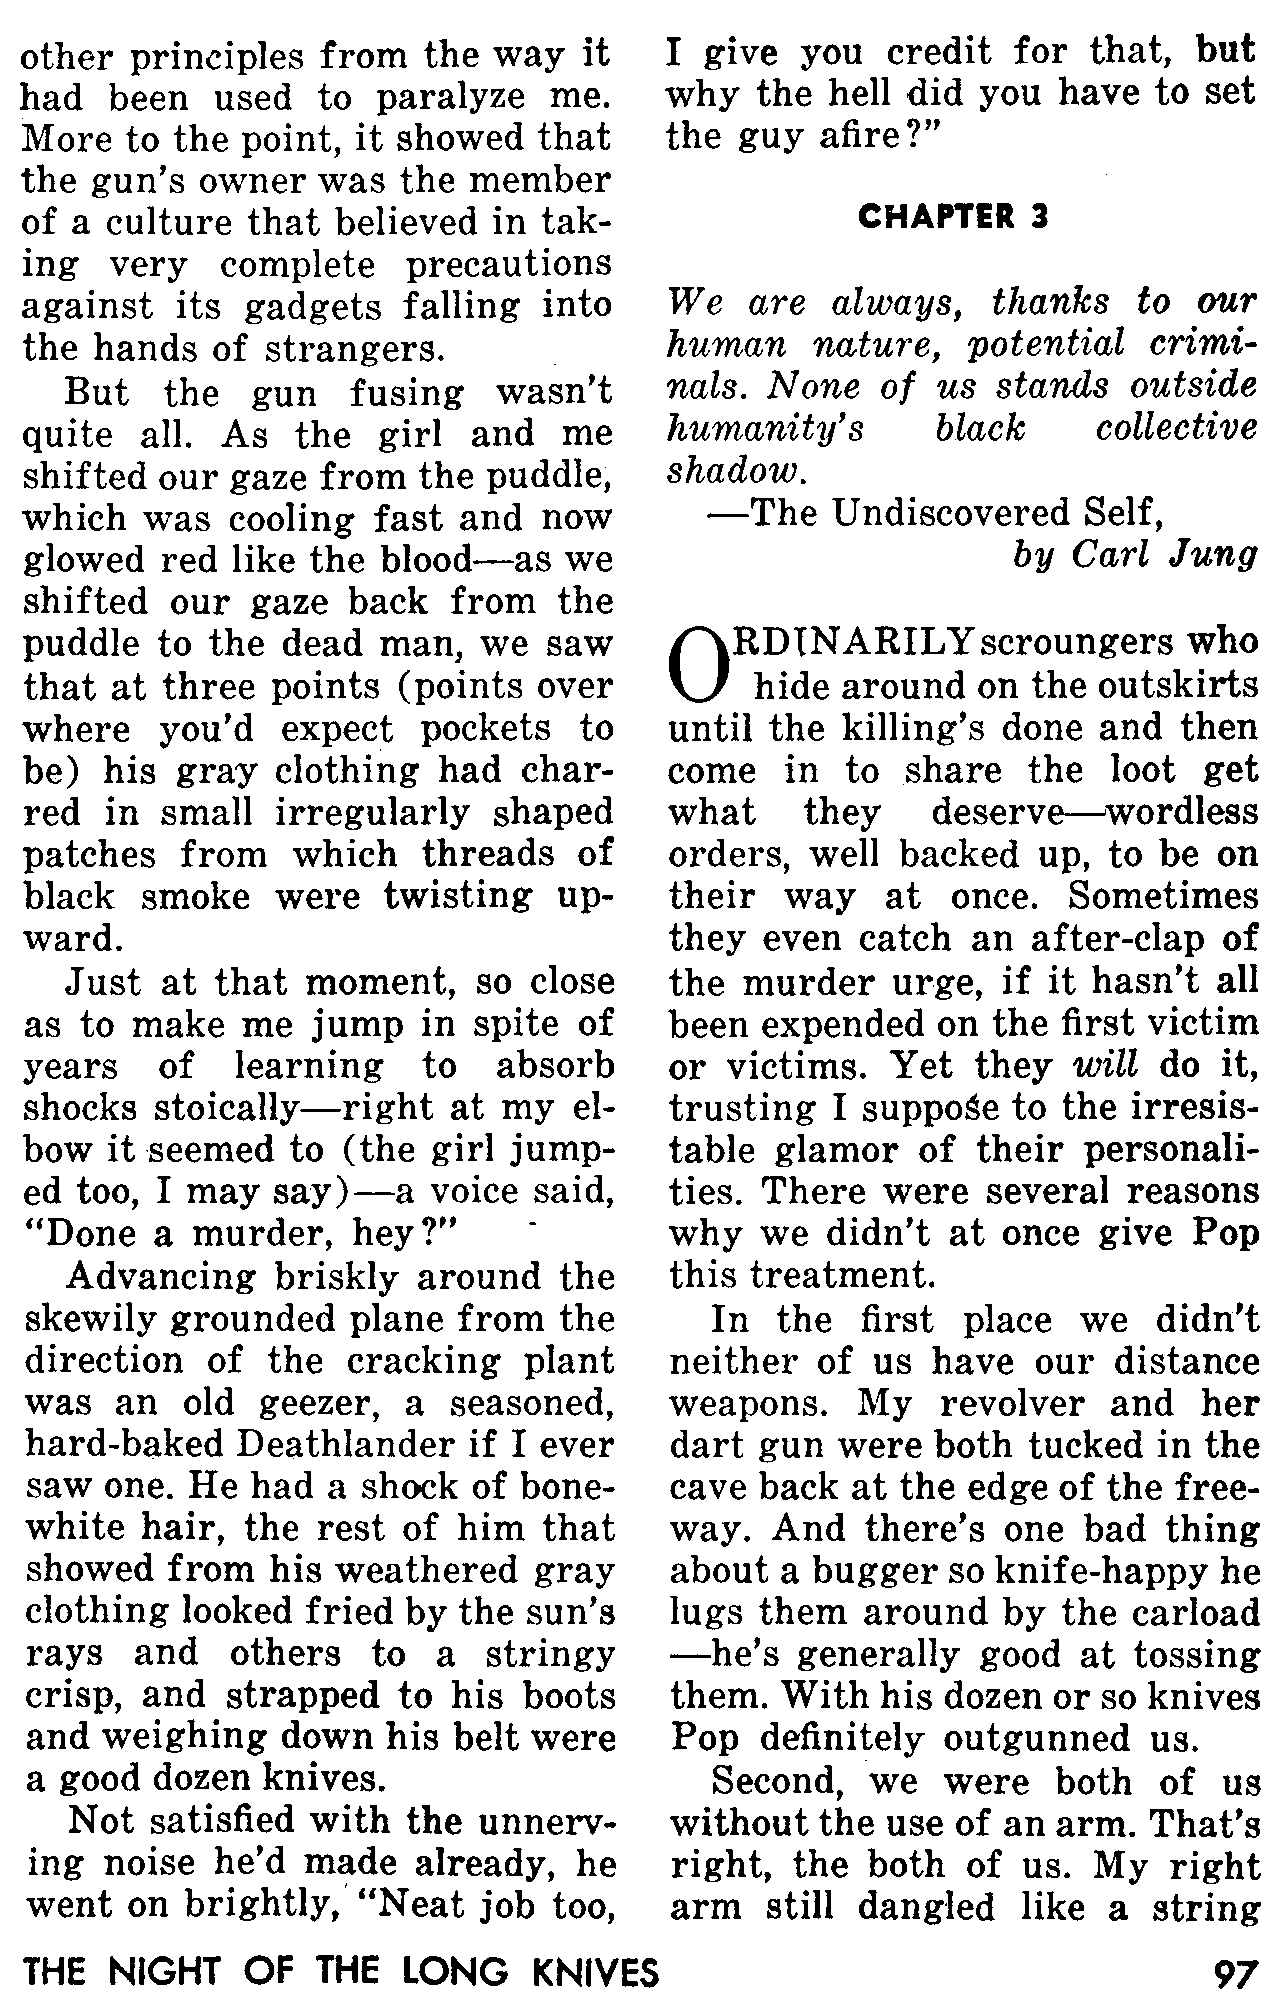 other principles from the way it
had been used to paralyze me.
More to the point, it showed that
the gun's owner was the member
of a culture that believed in tak-
ing very complete precautions
against its gadgets falling into
the hands of strangers.
But the gun fusing wasn't
quite all. As the girl and me
shifted our gaze from the puddle,
which was cooling fast and now
glowed red like the blood—as we
shifted our gaze back from the
puddle to the dead man, we saw
that at three points (points over
where you'd expect pockets to
be) his gray clothing had char-
red in small irregularly shaped
patches from which threads of
black smoke were twisting up-
ward.
Just at that moment, so close
as to make me jump in spite of
years of learning to absorb
shocks stoically—right at my el-
bow it seemed to (the girl jump-
ed too, I may say)—a voice said,
"Done a murder, hey?"
Advancing briskly around the
skewily grounded plane from the
direction of the cracking plant
was an old geezer, a seasoned,
hard-baked Deathlander if I ever
saw one. He had a shock of bone-
white hair, the rest of him that
showed from his weathered gray
clothing looked fried by the sun's
rays and others to a stringy
crisp, and strapped to his boots
and weighing down his belt were
a good dozen knives.
Not satisfied with the unnerv-
ing noise he'd made already, he
went on brightly, "Neat job too,
I give you credit for that, but
why the hell did you have to set
the guy afire?"
CHAPTER 3
We are always, thanks to our
human nature, potential crimi-
nals. None of us stands outside
humanity's black collective
shadow.
—The Undiscovered Self,
by Carl Jung
ORDINARILY scroungers who
hide around on the outskirts
until the killing's done and then
come in to share the loot get
what they deserve—wordless
orders, well backed up, to be on
their way at once. Sometimes
they even catch an after-clap of
the murder urge, if it hasn't all
been expended on the first victim
or victims. Yet they will do it,
trusting I suppose to the irresis-
table glamor of their personali-
ties. There were several reasons
why we didn't at once give Pop
this treatment.
In the first place we didn't
neither of us have our distance
weapons. My revolver and her
dart gun were both tucked in the
cave back at the edge of the free-
way. And there's one bad thing
about a bugger so knife-happy he
lugs them around by the carload
—he's generally good at tossing
them. With his dozen or so knives
Pop definitely outgunned us.
Second, we were both of us
without the use of an arm. That's
right, the both of us. My right
arm still dangled like a string
THE NIGHT OF THE LONG KNIVES
97